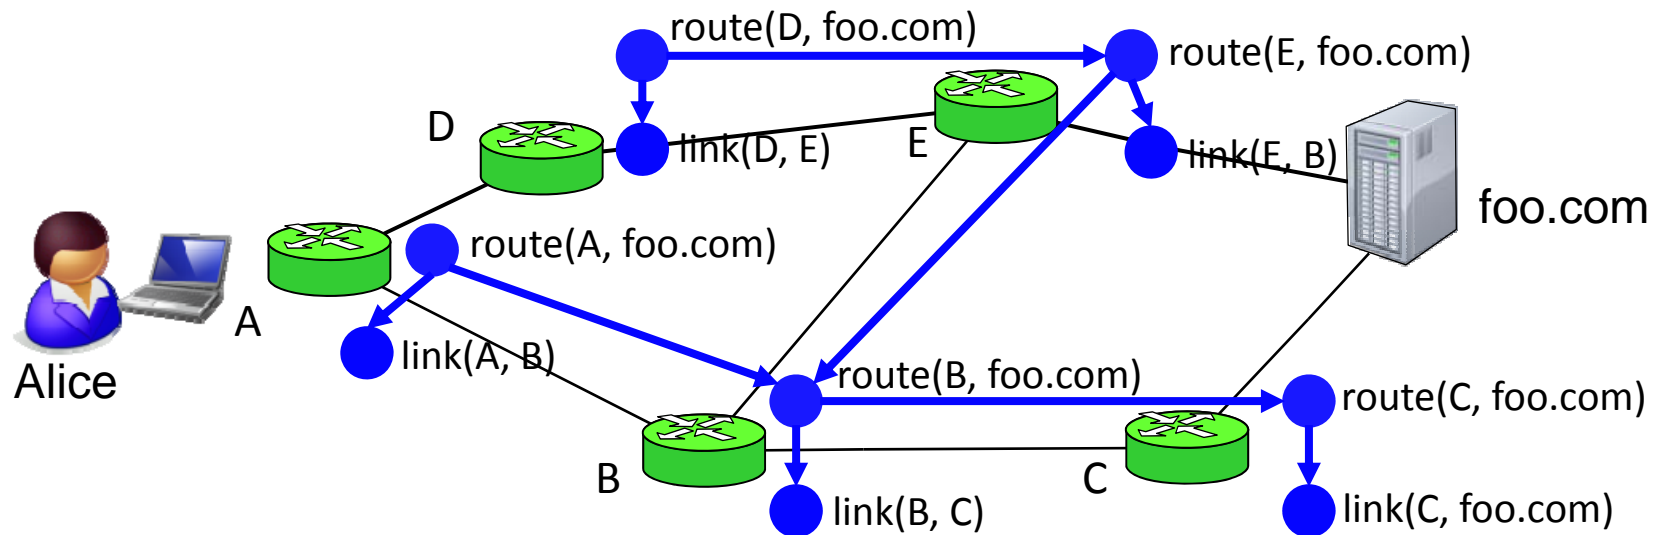 route(D, foo.com)
route(E, foo.com)
D
link(D, E)
E
link(E, B)
foo.com
route(A, foo.com)
A
link(A, B)
Alice
route(B, foo.com)
route(C, foo.com)
B
C
link(B, C)
link(C, foo.com)